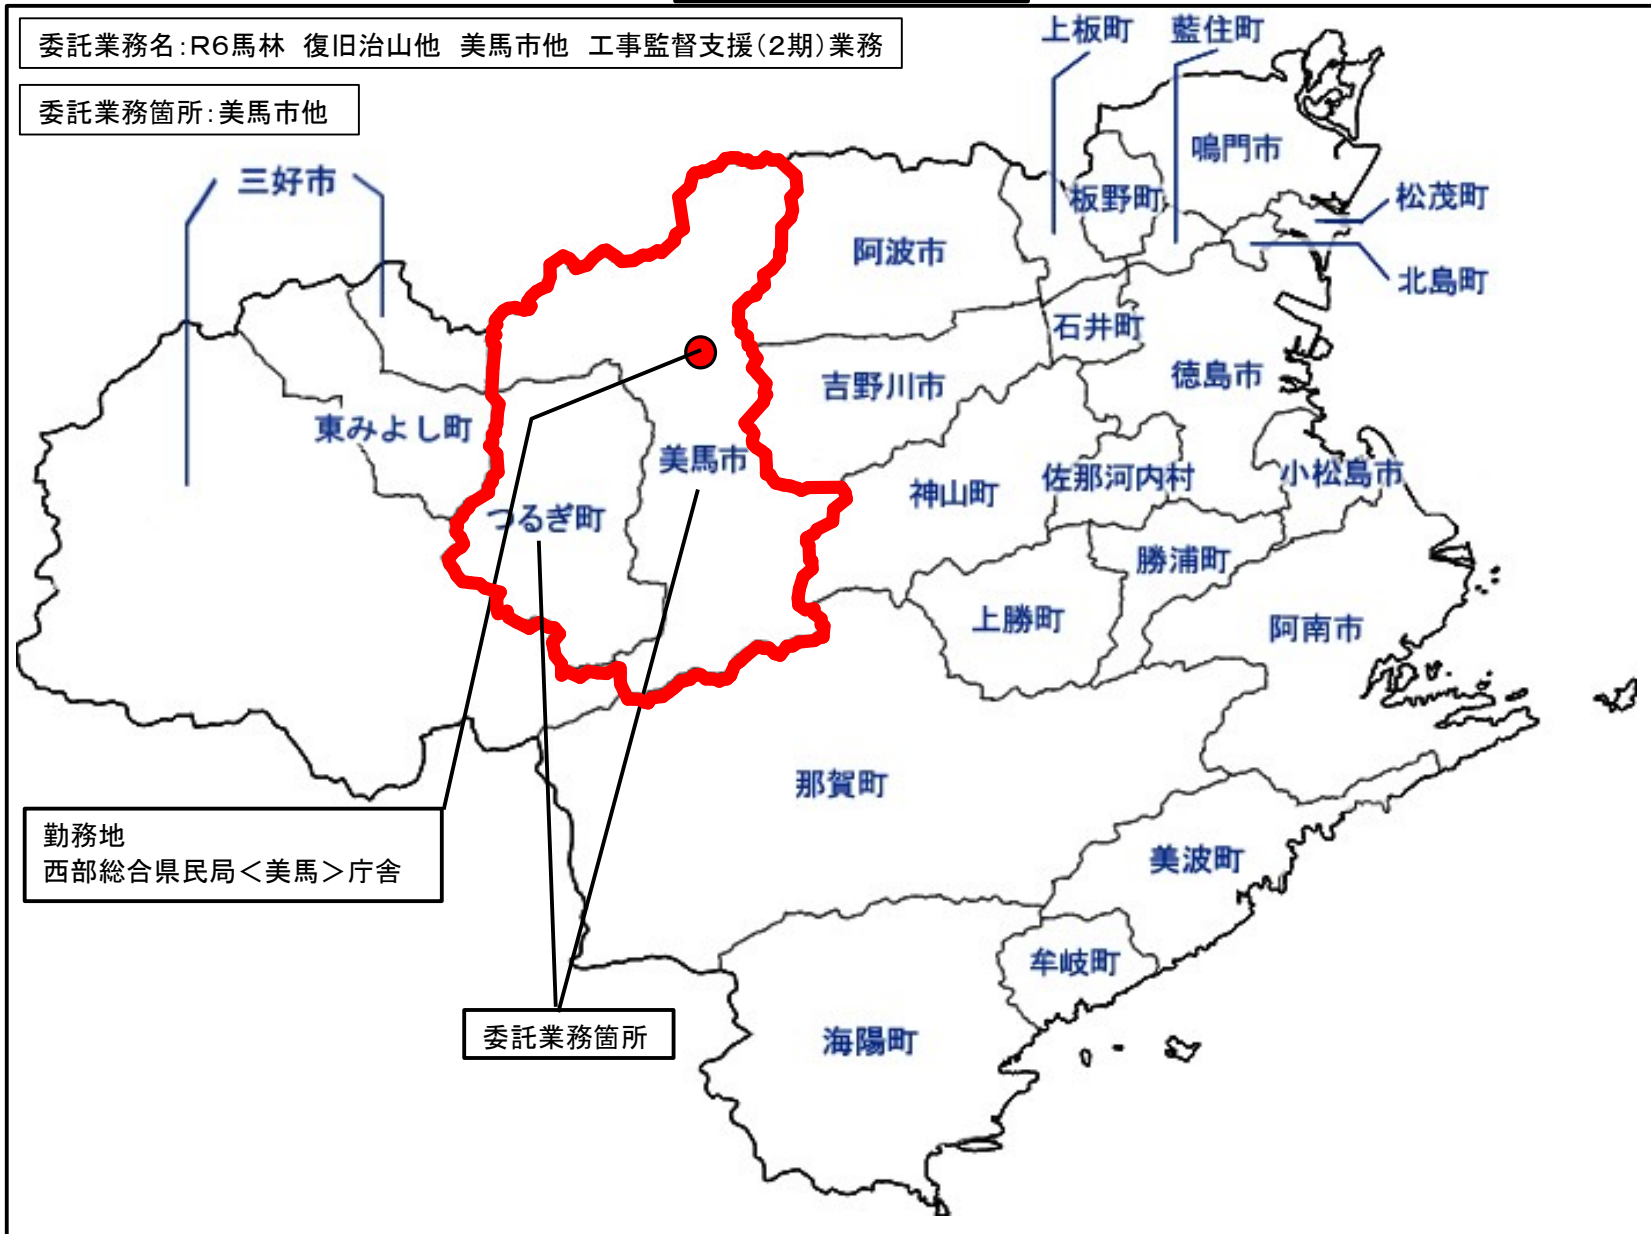 委託業務名:R6馬林 復旧治山他 美馬市他 工事監督支援(2期)業務
委託業務箇所:美馬市他
上板町
藍住町
鳴門市
三好市
板野町
松茂町
阿波市
北島町
石井町
徳島市
吉野川市
東みよし町
美馬市
神山町
佐那河内村
小松島市
つるぎ町
勝浦町
上勝町
阿南市
那賀町
勤務地
西部総合県民局<美馬>庁舎
美波町
牟岐町
委託業務箇所
海陽町